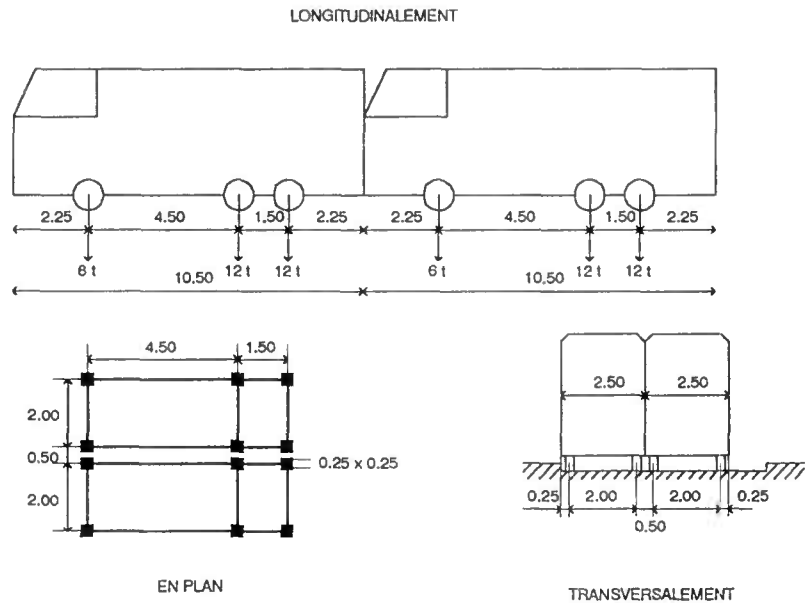 LONGITUDINALEMENT
2.25 4.50 1.50 2.25 2.25 4.50 1.50 2.25
6 t 12 t 12 t 6 t 12 t 12 t
10.50 10.50
4.50 1.50
2.00
0.50
2.00
0.25 x 0.25
EN PLAN
2.50 2.50
0.25 2.00 2.00 0.25
0.50
TRANSVERSALEMENT